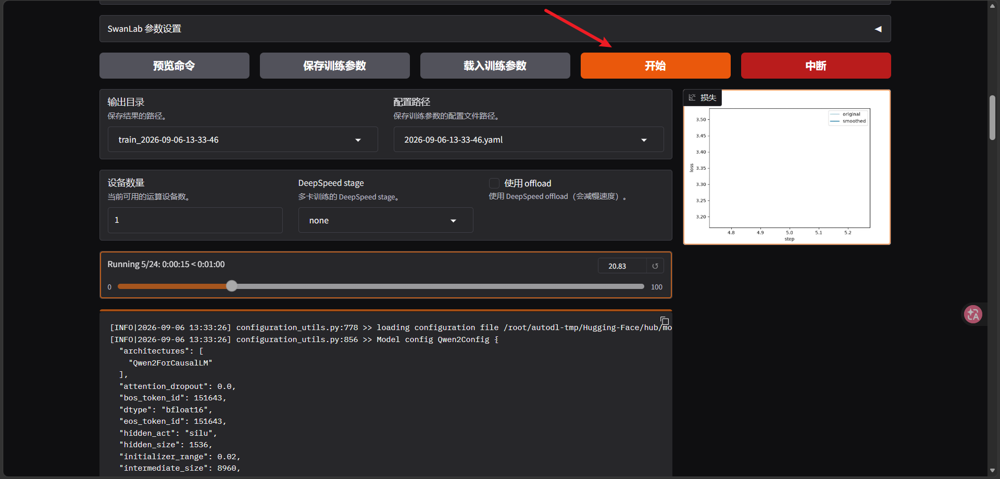 SwanLab 参数设置
预览命令
保存训练参数
载入训练参数
开始
中断
输出目录
保存结果的路径。
train_2026-09-06-13-33-46
配置路径
保存训练参数的配置文件路径。
2026-09-06-13-33-46.yaml
损失
original
smoothed
3.50
3.45
3.40
3.35
3.30
3.25
3.20
loss
4.8
4.9
5.0
5.1
5.2
step
设备数量
当前可用的运算设备数。
1
DeepSpeed stage
多卡训练的 DeepSpeed stage。
none
使用 offload
使用 DeepSpeed offload（会减慢速度）。
Running 5/24: 0:00:15 < 0:01:00
20.83
0
100
[INFO|2026-09-06 13:33:26] configuration_utils.py:778 >> loading configuration file /root/autodl-tmp/Hugging-Face/hub/mo
[INFO|2026-09-06 13:33:26] configuration_utils.py:856 >> Model config Qwen2Config {
"architectures": [
"Qwen2ForCausalLM"
],
"attention_dropout": 0.0,
"bos_token_id": 151643,
"dtype": "bfloat16",
"eos_token_id": 151643,
"hidden_act": "silu",
"hidden_size": 1536,
"initializer_range": 0.02,
"intermediate_size": 8960,